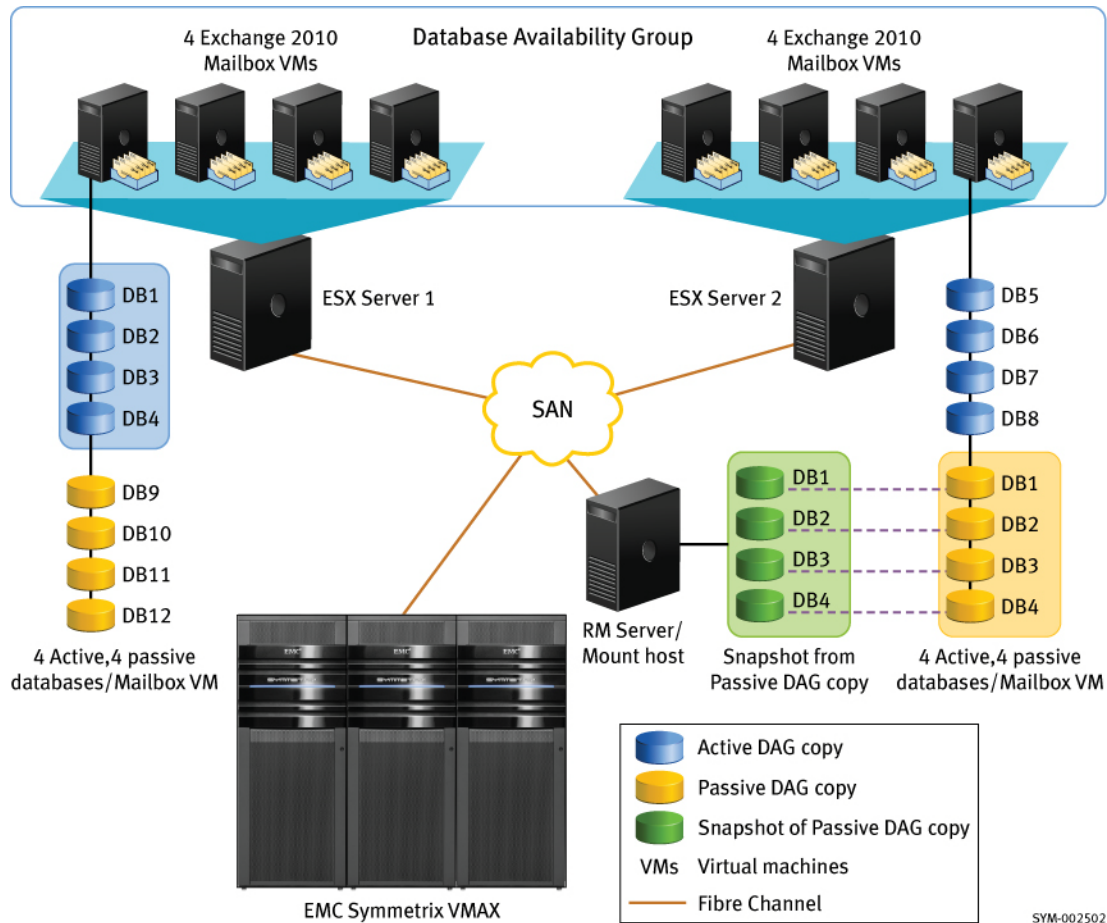 4 Exchange 2010
Mailbox VMs
Database Availability Group
4 Exchange 2010
Mailbox VMs
ESX Server 1
ESX Server 2
DB1
DB2
DB3
DB4
DB9
DB10
DB11
DB12
4 Active,4 passive
databases/Mailbox VM
SAN
DB5
DB6
DB7
DB8
DB1
DB2
DB3
DB4
DB1
DB2
DB3
DB4
RM Server/
Mount host
Snapshot from
Passive DAG copy
4 Active,4 passive
databases/Mailbox VM
EMC
EMC
EMC
SYMMETRIX
EMC Symmetrix VMAX
Active DAG copy
Passive DAG copy
Snapshot of Passive DAG copy
VMs Virtual machines
Fibre Channel
SYM-002502